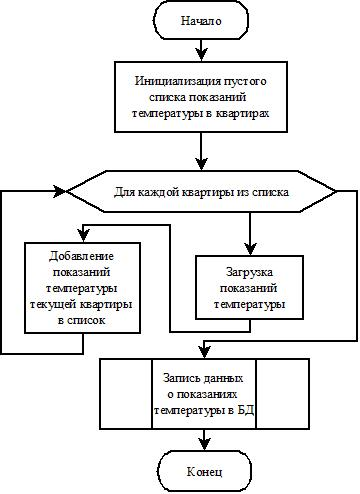 Начало
Инициализация пустого
списка показаний
температуры в квартирах
Для каждой квартиры из списка
Загрузка
показаний
температуры
Добавление
показаний
температуры
текущей квартиры
в список
Запись данных
о показаниях
температуры в БД
Конец